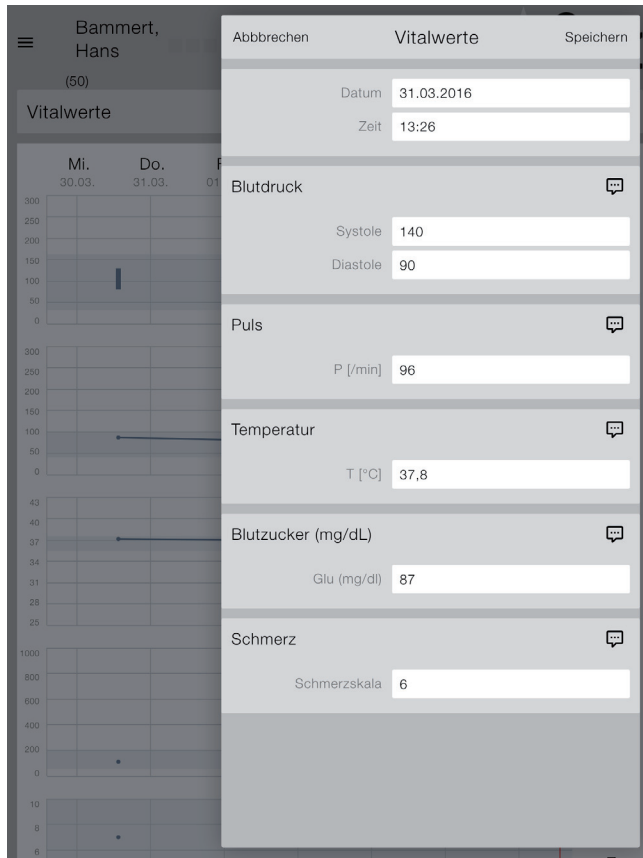 Bammert,
Hans
(50)
Vitalwerte
Mi. Do. F
30.03. 31.03. 01
300
250
200
150
100
50
0
300
250
200
150
100
50
0
43
40
37
34
31
28
25
1000
800
600
400
200
0
10
8
6
Abbbrechen Vitalwerte Speichern
Datum 31.03.2016
Zeit 13:26
Blutdruck
Systole 140
Diastole 90
Puls
P [/min] 96
Temperatur
T [°C] 37,8
Blutzucker (mg/dL)
Glu (mg/dl) 87
Schmerz
Schmerzskala 6